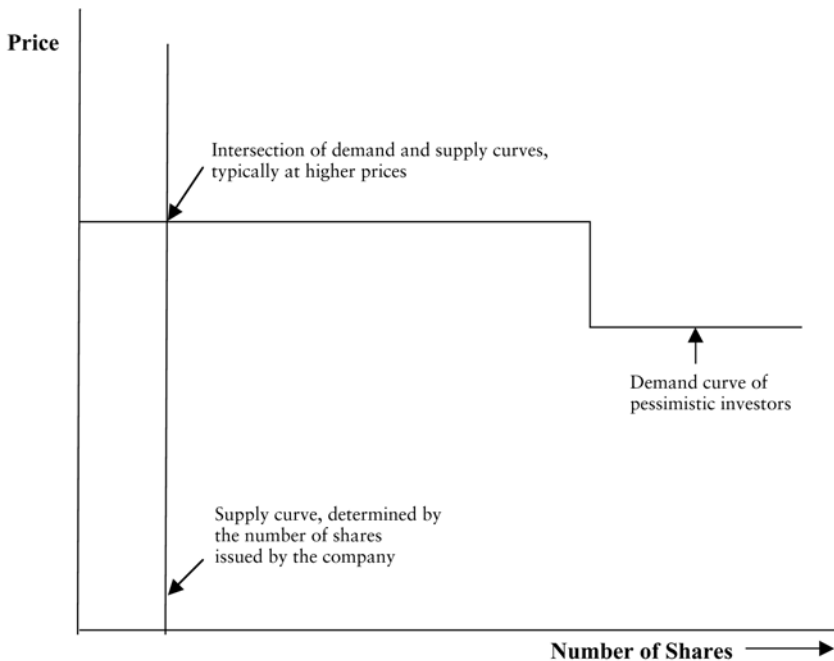 Price
Intersection of demand and supply curves,
typically at higher prices
Demand curve of
pessimistic investors
Supply curve, determined by
the number of shares
issued by the company
Number of Shares